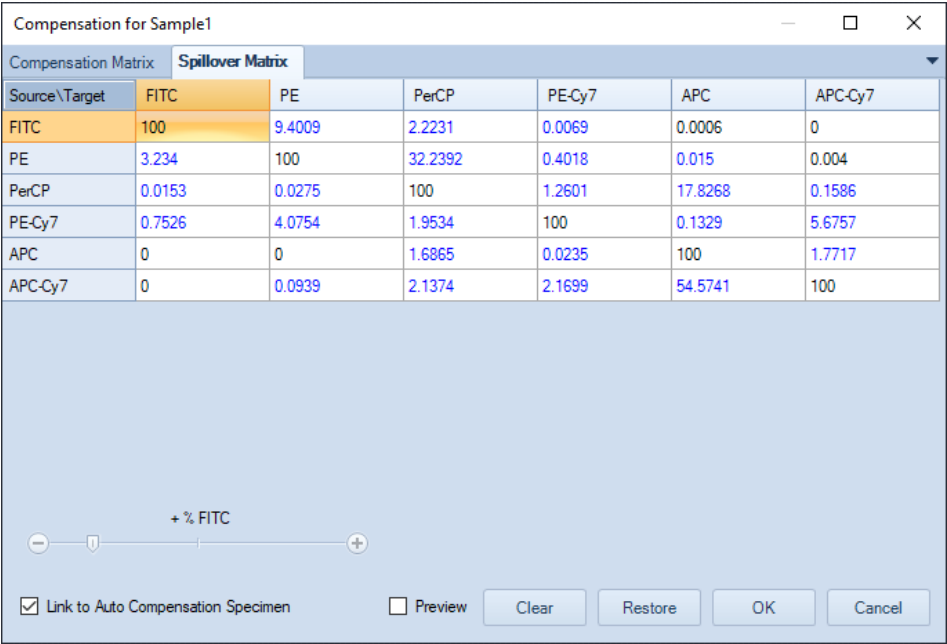 Compensation for Sample1
Compensation Matrix Spillover Matrix
Source\Target FITC PE PerCP PE-Cy7 APC APC-Cy7
FITC 100 9.4009 2.2231 0.0069 0.0006 0
PE 3.234 100 32.2392 0.4018 0.015 0.004
PerCP 0.0153 0.0275 100 1.2601 17.8268 0.1586
PE-Cy7 0.7526 4.0754 1.9534 100 0.1329 5.6757
APC 0 0 1.6865 0.0235 100 1.7717
APC-Cy7 0 0.0939 2.1374 2.1699 54.5741 100
+ % FITC
Link to Auto Compensation Specimen Preview Clear Restore OK Cancel